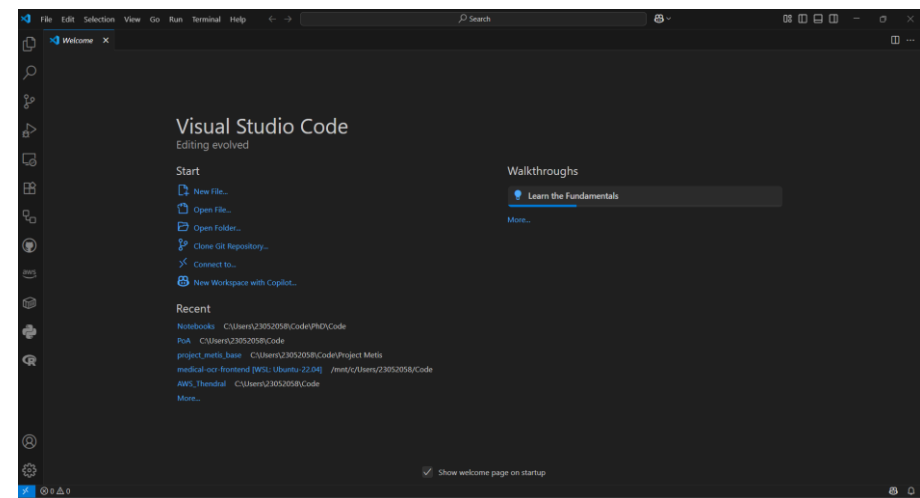 File Edit Selection View Go Run Terminal Help
Search
Welcome
Visual Studio Code
Editing evolved
Start
New File...
Open File...
Open Folder...
Clone Git Repository...
Connect to...
New Workspace with Copilot...
Recent
Notebooks C:\Users\23052058\Code\PhD\Code
PoA C:\Users\23052058\Code
project_metis_base C:\Users\23052058\Code\Project Metis
medical-ocr-frontend [WSL: Ubuntu-22.04] /mnt/c/Users/23052058/Code
AWS_Thendral C:\Users\23052058\Code
More...
Walkthroughs
Learn the Fundamentals
More...
aws
R
Show welcome page on startup
0 0